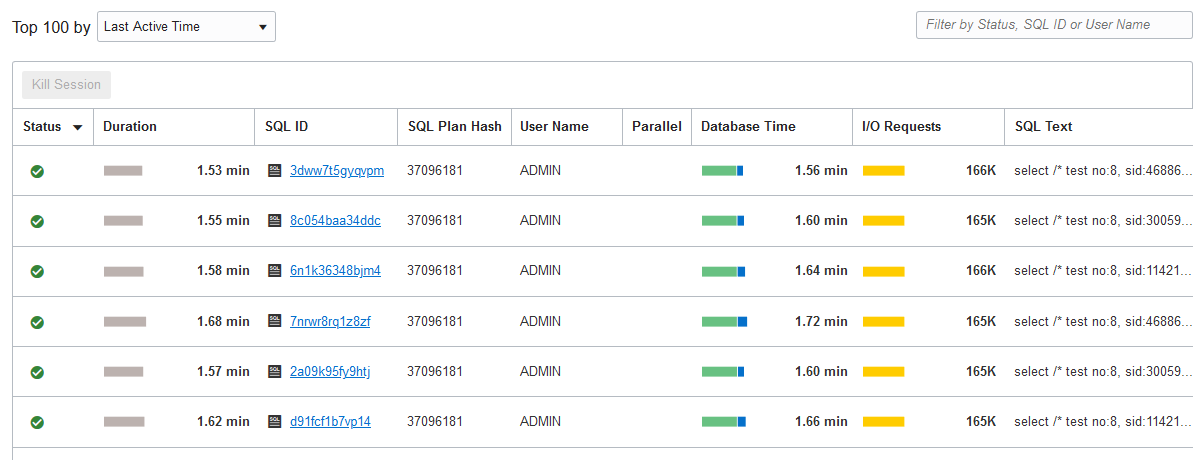 Top 100 by Last Active Time Filter by Status, SQL ID or User Name
Kill Session
Status Duration SQL ID SQL Plan Hash User Name Parallel Database Time I/O Requests SQL Text
1.53 min SQL 3dww7t5gyqvpm 37096181 ADMIN 1.56 min 166K select /* test no:8, sid:46886...
1.55 min SQL 8c054baa34ddc 37096181 ADMIN 1.60 min 165K select /* test no:8, sid:30059...
1.58 min SQL 6n1k36348bjm4 37096181 ADMIN 1.64 min 166K select /* test no:8, sid:11421...
1.68 min SQL 7nrwr8rq1z8zf 37096181 ADMIN 1.72 min 165K select /* test no:8, sid:46886...
1.57 min SQL 2a09k95fy9htj 37096181 ADMIN 1.60 min 165K select /* test no:8, sid:30059...
1.62 min SQL d91fcf1b7vp14 37096181 ADMIN 1.66 min 165K select /* test no:8, sid:11421...